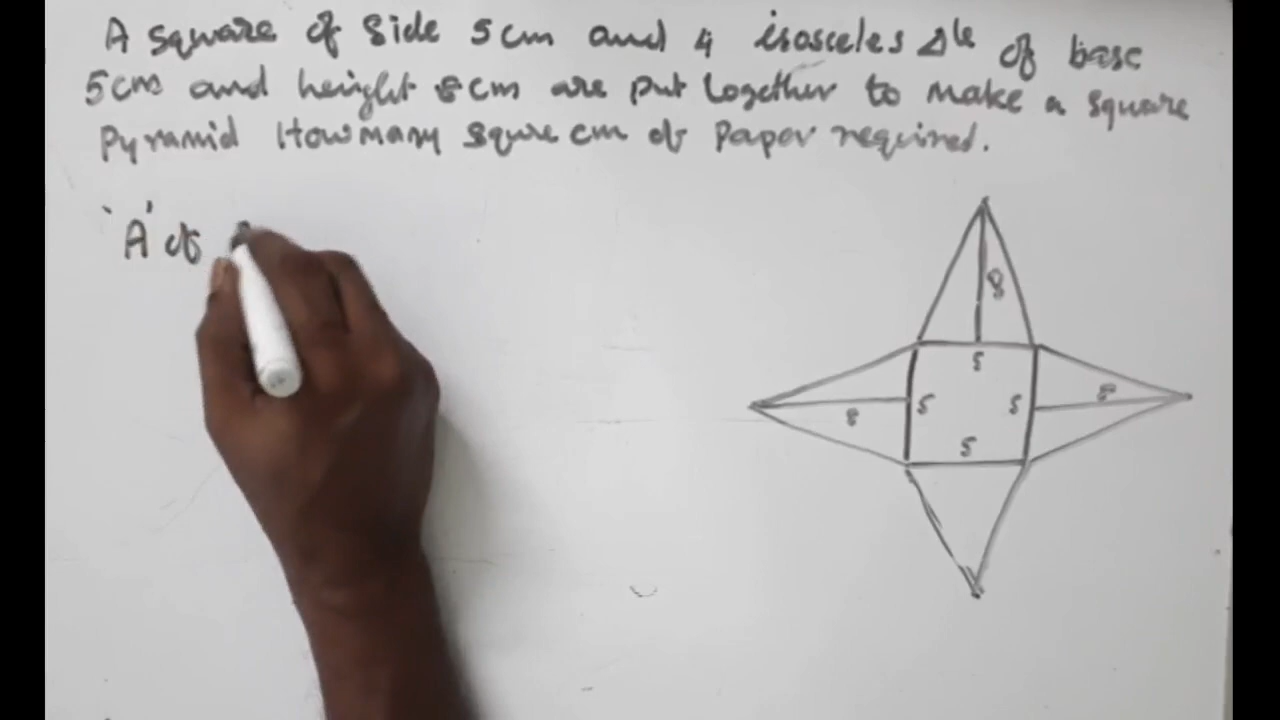 A square of side 5cm and 4 isosceles Δle of base
5cm and height 8cm are put together to make a square
Pyramid How many squre cm of Paper required.
'A' of
8
5
8
5
5
8
5